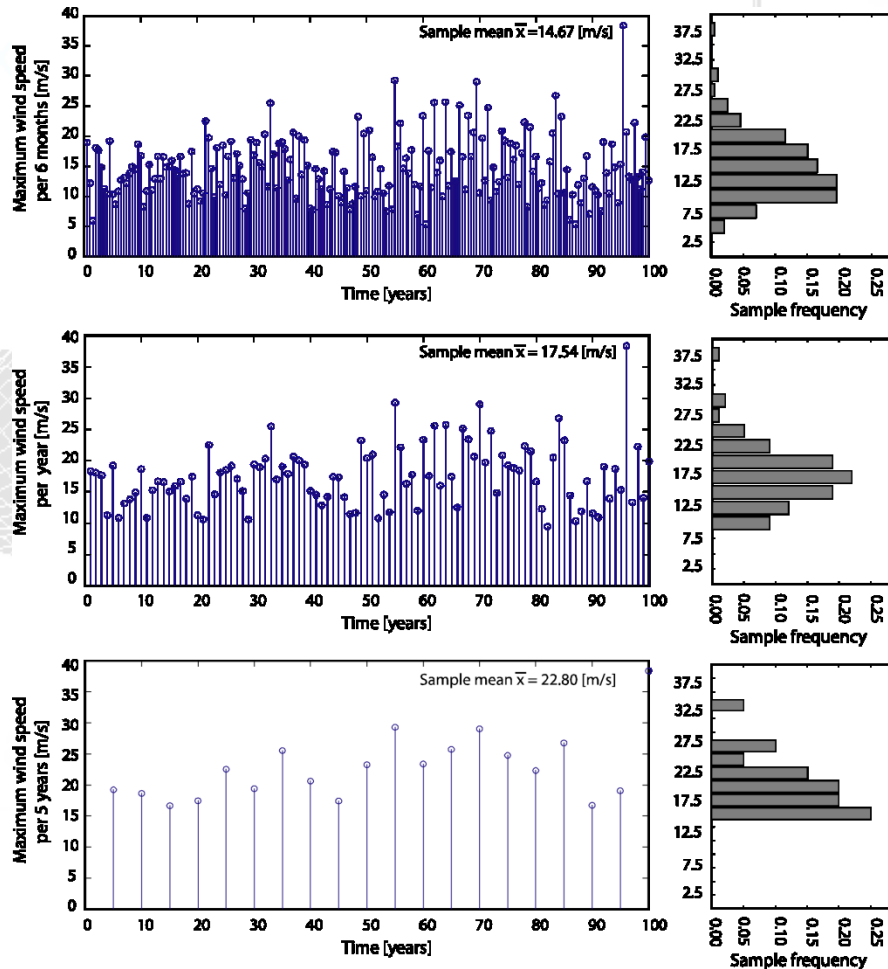 Maximum wind speed
per 6 months [m/s]
40
35
30
25
20
15
10
5
0
Sample mean x̅ =14.67 [m/s]
0 10 20 30 40 50 60 70 80 90 100
Time [years]
37.5
32.5
27.5
22.5
17.5
12.5
7.5
2.5
0.00 0.05 0.10 0.15 0.20 0.25
Sample frequency
Maximum wind speed
per year [m/s]
40
35
30
25
20
15
10
5
0
Sample mean x̅ = 17.54 [m/s]
0 10 20 30 40 50 60 70 80 90 100
Time [years]
37.5
32.5
27.5
22.5
17.5
12.5
7.5
2.5
0.00 0.05 0.10 0.15 0.20 0.25
Sample frequency
Maximum wind speed
per 5 years [m/s]
40
35
30
25
20
15
10
5
0
Sample mean x̅ = 22.80 [m/s]
0 10 20 30 40 50 60 70 80 90 100
Time [years]
37.5
32.5
27.5
22.5
17.5
12.5
7.5
2.5
0.00 0.05 0.10 0.15 0.20 0.25
Sample frequency